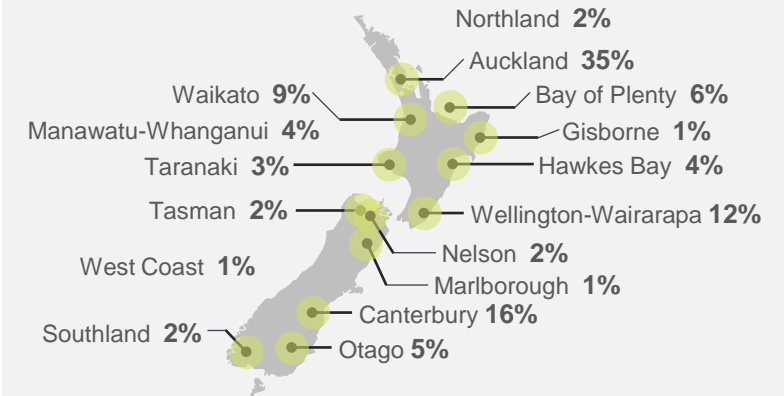 Northland 2%
Auckland 35%
Waikato 9%
Bay of Plenty 6%
Manawatu-Whanganui 4%
Gisborne 1%
Taranaki 3%
Hawkes Bay 4%
Tasman 2%
Wellington-Wairarapa 12%
Nelson 2%
West Coast 1%
Marlborough 1%
Canterbury 16%
Southland 2%
Otago 5%